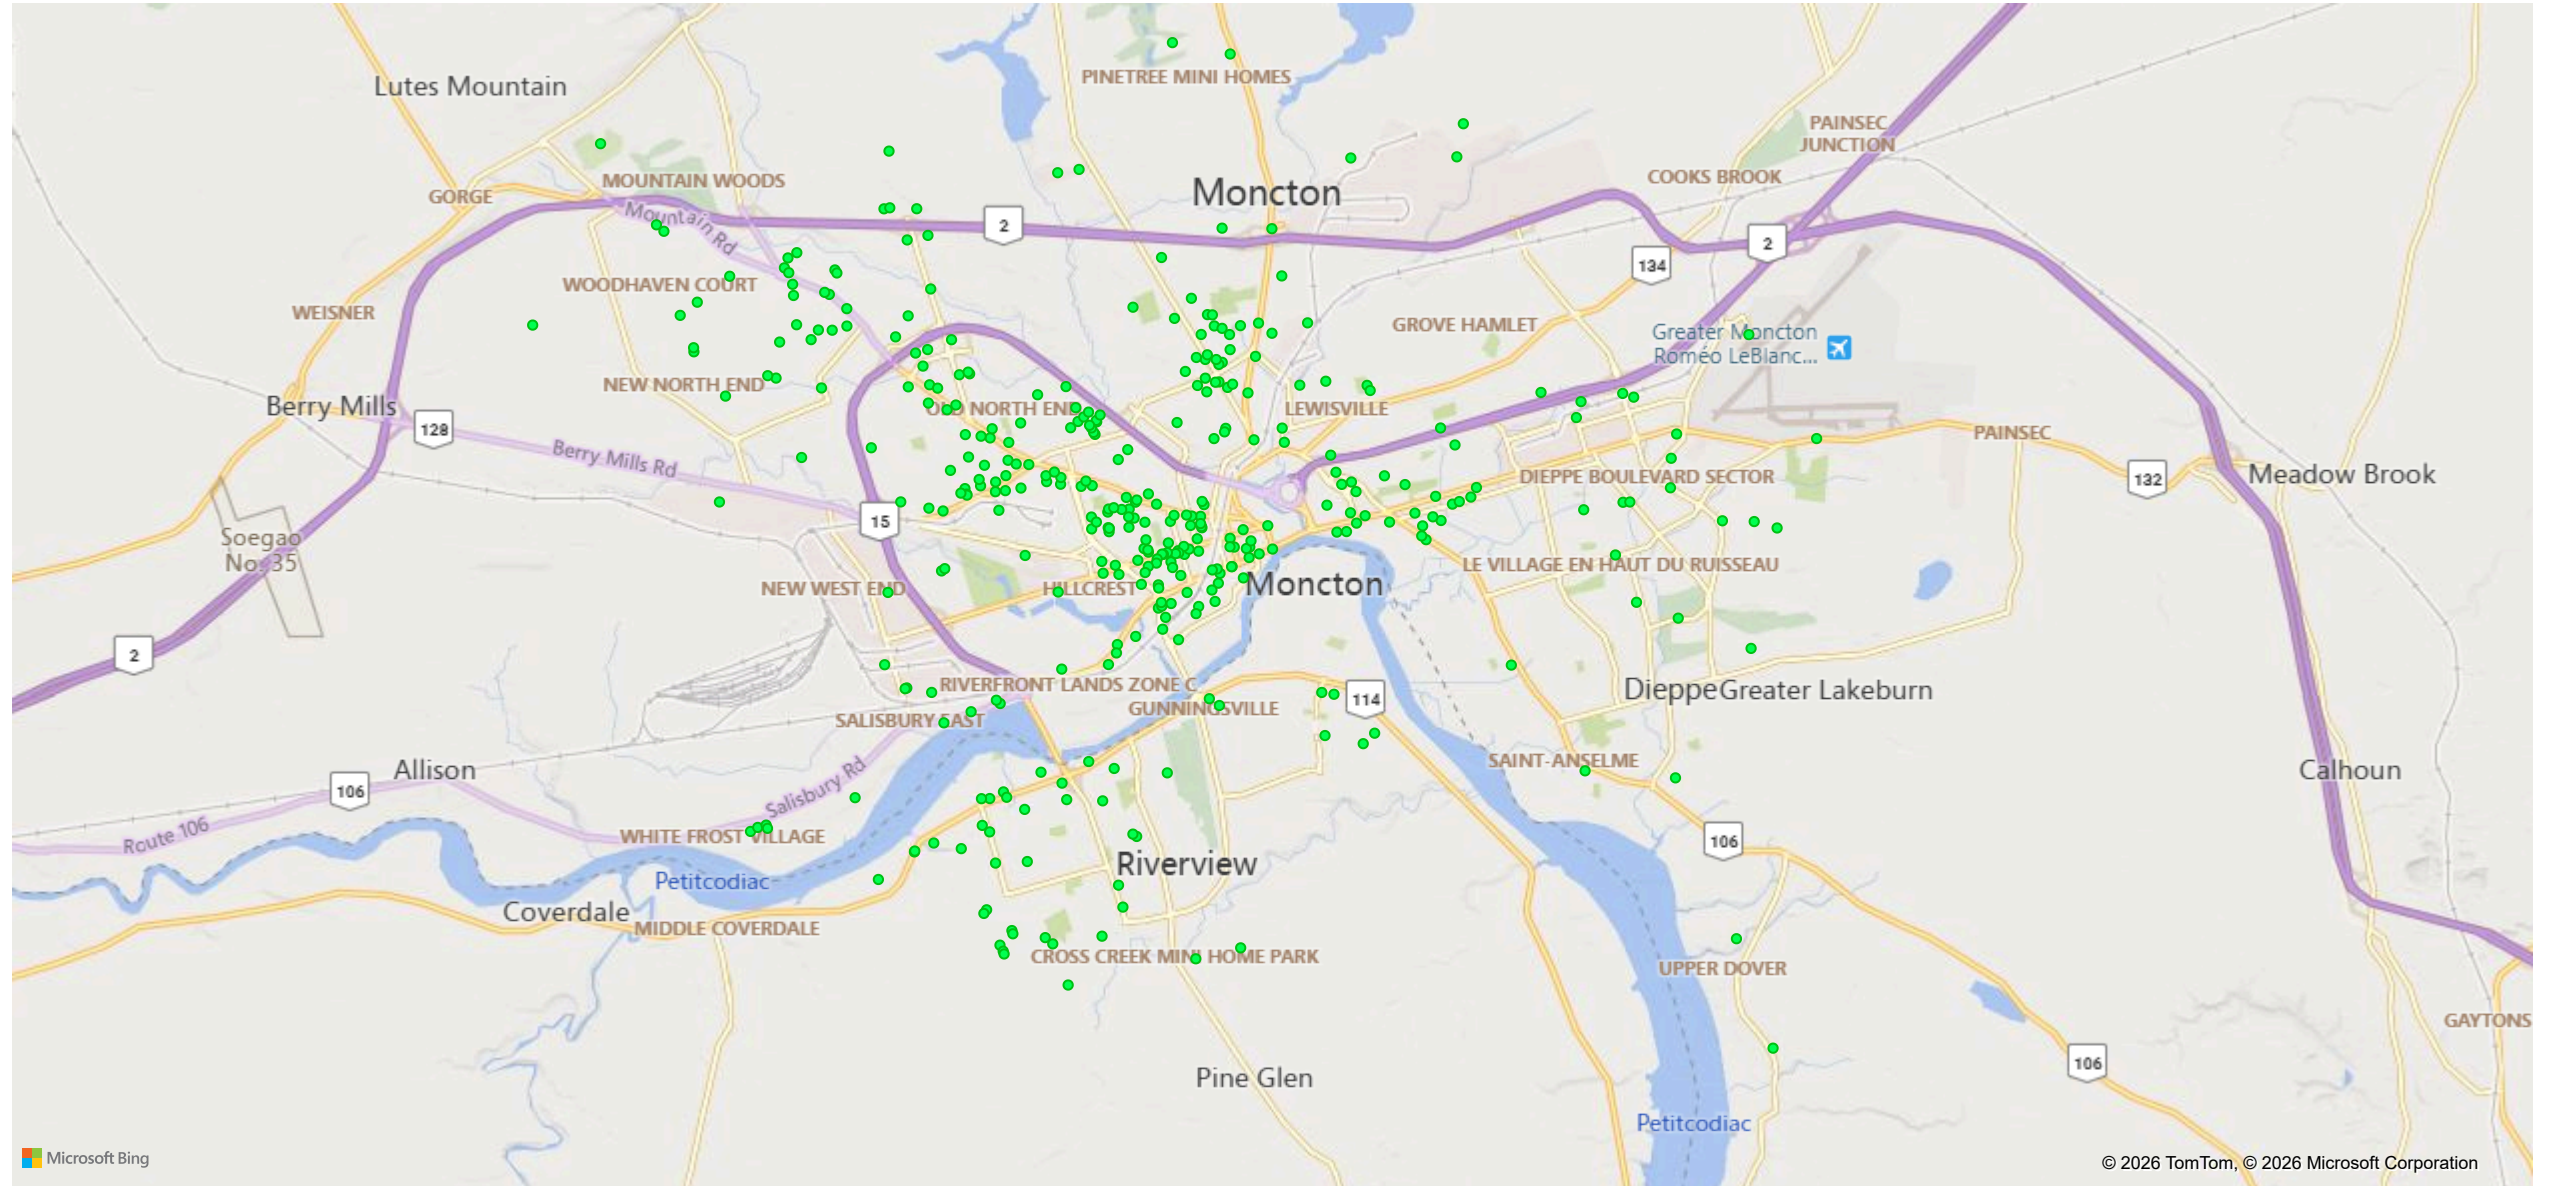 PINETREE MINI HOMES
Lutes Mountain
PAINSEC
JUNCTION
MOUNTAIN WOODS
COOKS BROOK
GORGE
Moncton
Mountain Rd
2
2
134
WOODHAVEN COURT
WEISNER
GROVE HAMLET
Greater Moncton
Roméo LeBlanc...
NEW NORTH END
Berry Mills
OLD NORTH END
LEWISVILLE
128
PAINSEC
Berry Mills Rd
DIEPPE BOULEVARD SECTOR
132
Meadow Brook
15
Soegao
No. 35
LE VILLAGE EN HAUT DU RUISSEAU
NEW WEST END
HILLCREST
Moncton
2
RIVERFRONT LANDS ZONE C
Dieppe
Greater Lakeburn
114
GUNNINGSVILLE
SALISBURY EAST
SAINT-ANSELME
Allison
Calhoun
106
Salisbury Rd
Route 106
WHITE FROST VILLAGE
106
Riverview
Petitcodiac
Coverdale
MIDDLE COVERDALE
CROSS CREEK MINI HOME PARK
UPPER DOVER
GAYTONS
106
Pine Glen
Petitcodiac
Microsoft Bing
© 2026 TomTom, © 2026 Microsoft Corporation